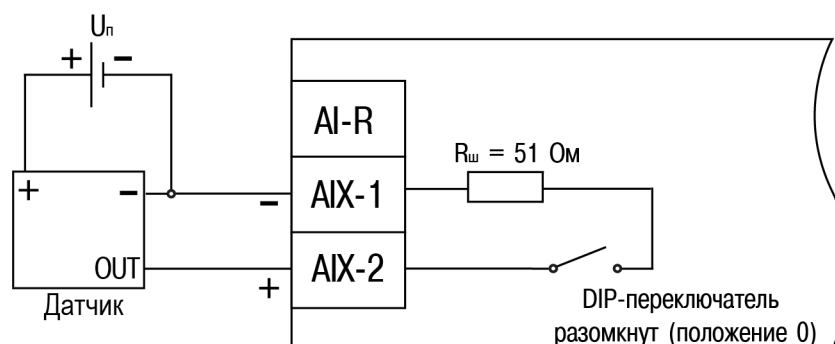 Uп
+ −
AI-R
Rш = 51 Ом
+ −
− AIX-1
OUT
+ AIX-2
Датчик
DIP-переключатель
разомкнут (положение 0)